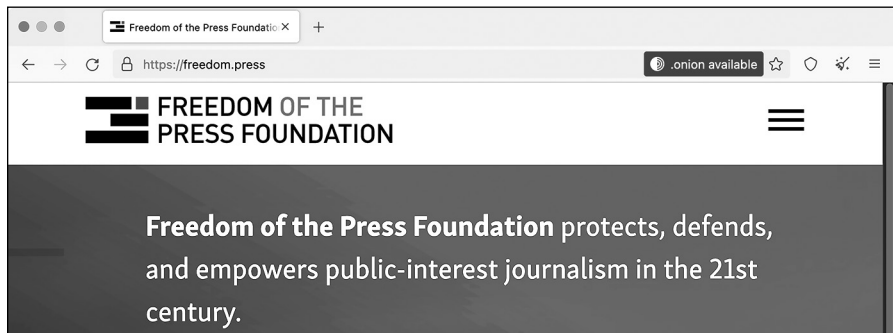 Freedom of the Press Foundatio
https://freedom.press
.onion available
FREEDOM OF THE
PRESS FOUNDATION
Freedom of the Press Foundation protects, defends,
and empowers public-interest journalism in the 21st
century.